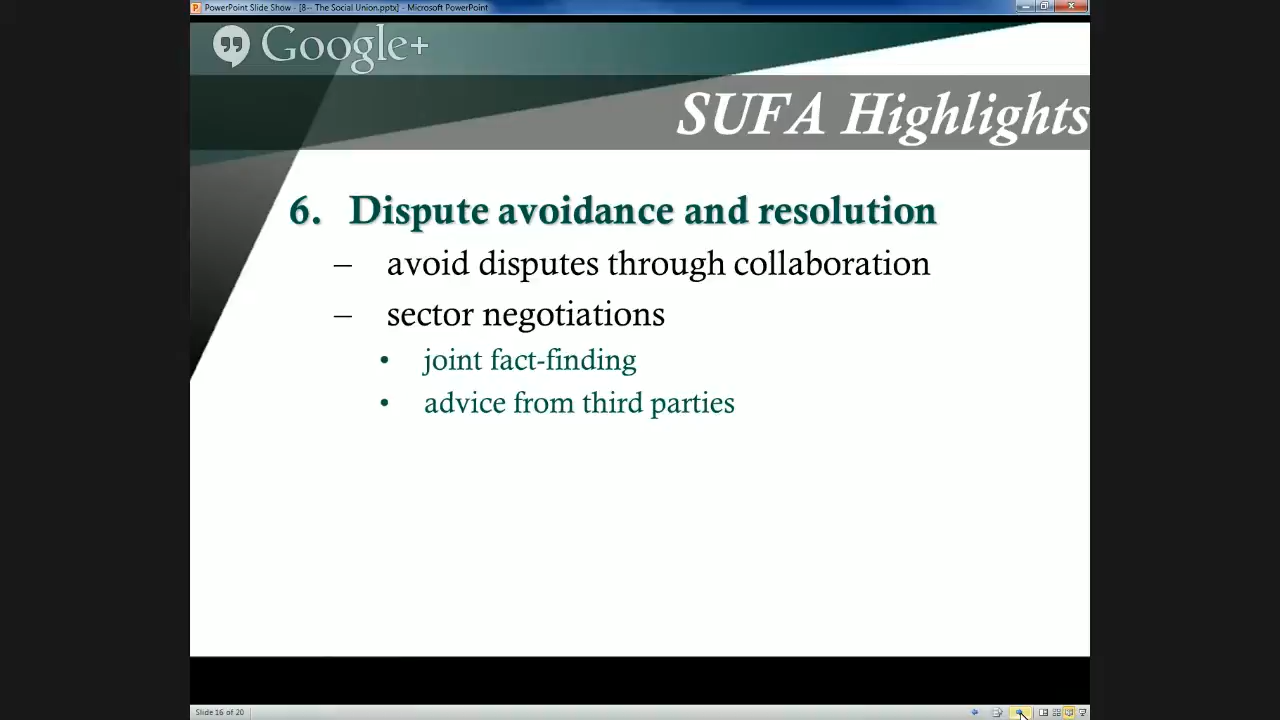 PowerPoint Slide Show - [8-- The Social Union.pptx] - Microsoft PowerPoint
Google+
SUFA Highlights
6. Dispute avoidance and resolution
– avoid disputes through collaboration
– sector negotiations
• joint fact-finding
• advice from third parties
Slide 16 of 20